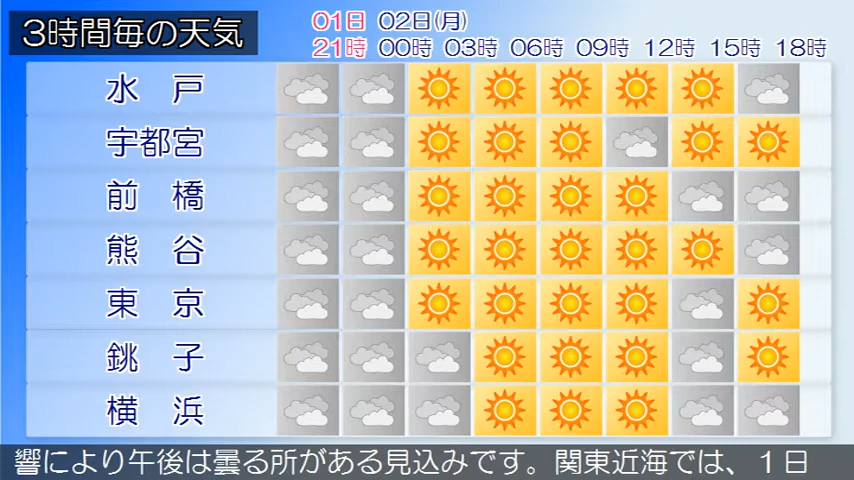 3時間毎の天気
01日 02日(月)
21時 00時 03時 06時 09時 12時 15時 18時
水 戸
宇都宮
前 橋
熊 谷
東 京
銚 子
横 浜
響により午後は曇る所がある見込みです。関東近海では、１日